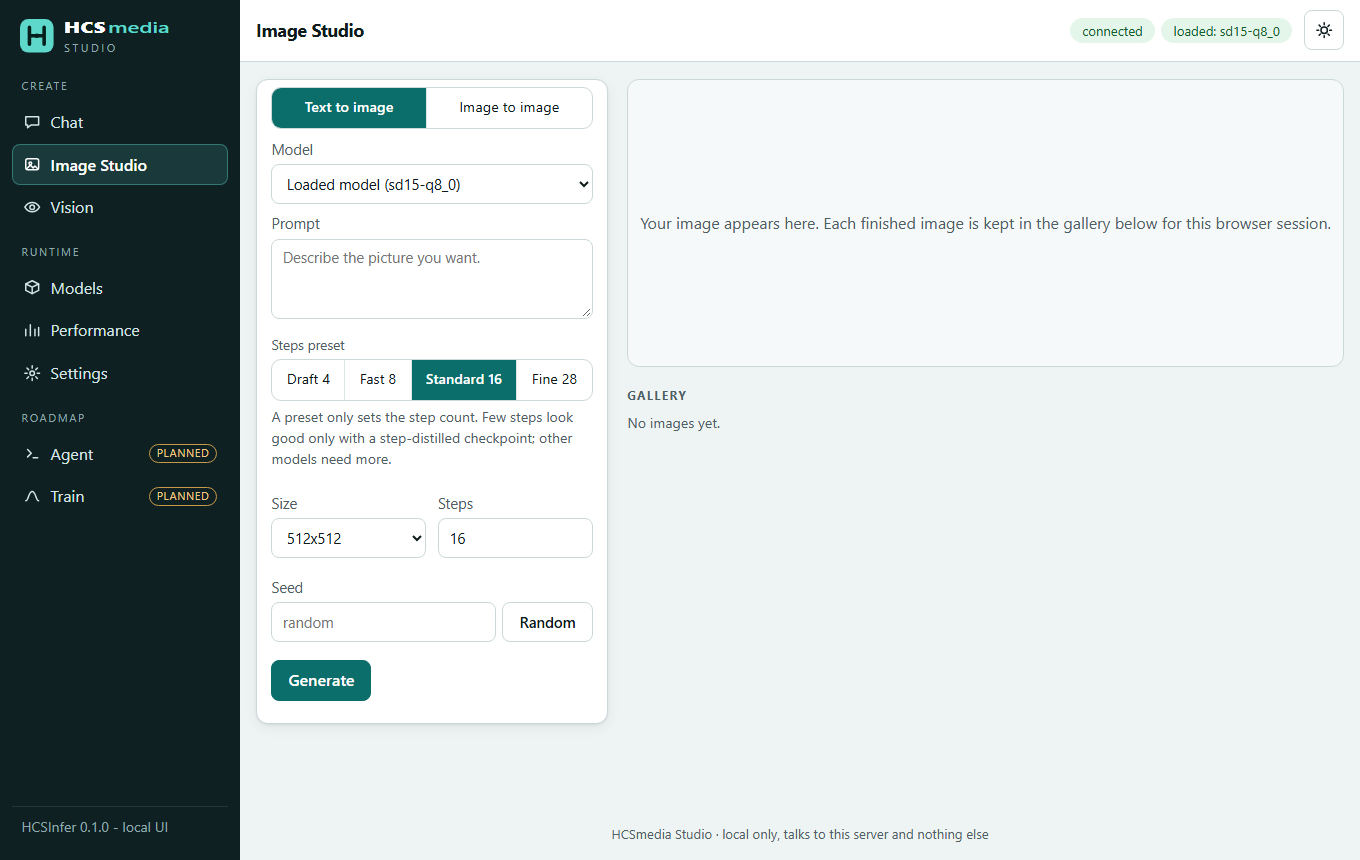 HCSmedia
STUDIO
CREATE
Chat
Image Studio
Vision
RUNTIME
Models
Performance
Settings
ROADMAP
Agent PLANNED
Train PLANNED
HCSInfer 0.1.0 - local UI
Image Studio
connected
loaded: sd15-q8_0
Text to image
Image to image
Model
Loaded model (sd15-q8_0)
Prompt
Describe the picture you want.
Steps preset
Draft 4
Fast 8
Standard 16
Fine 28
A preset only sets the step count. Few steps look
good only with a step-distilled checkpoint; other
models need more.
Size
Steps
512x512
16
Seed
random
Random
Generate
Your image appears here. Each finished image is kept in the gallery below for this browser session.
GALLERY
No images yet.
HCSmedia Studio · local only, talks to this server and nothing else